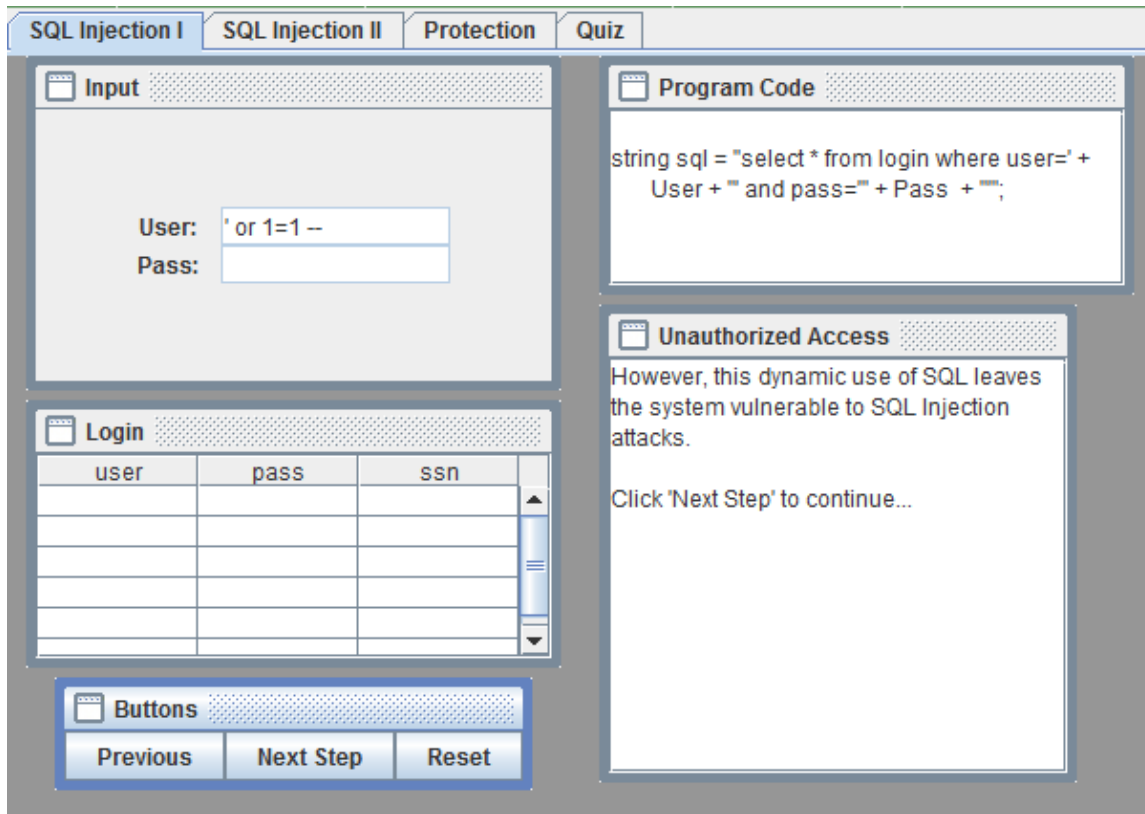 SQL Injection I SQL Injection II Protection Quiz
Input
User: ' or 1=1 --
Pass:
Login
user pass ssn
Buttons
Previous Next Step Reset
Program Code
string sql = "select * from login where user=' +
User + "' and pass='" + Pass + "'";
Unauthorized Access
However, this dynamic use of SQL leaves
the system vulnerable to SQL Injection
attacks.
Click 'Next Step' to continue...